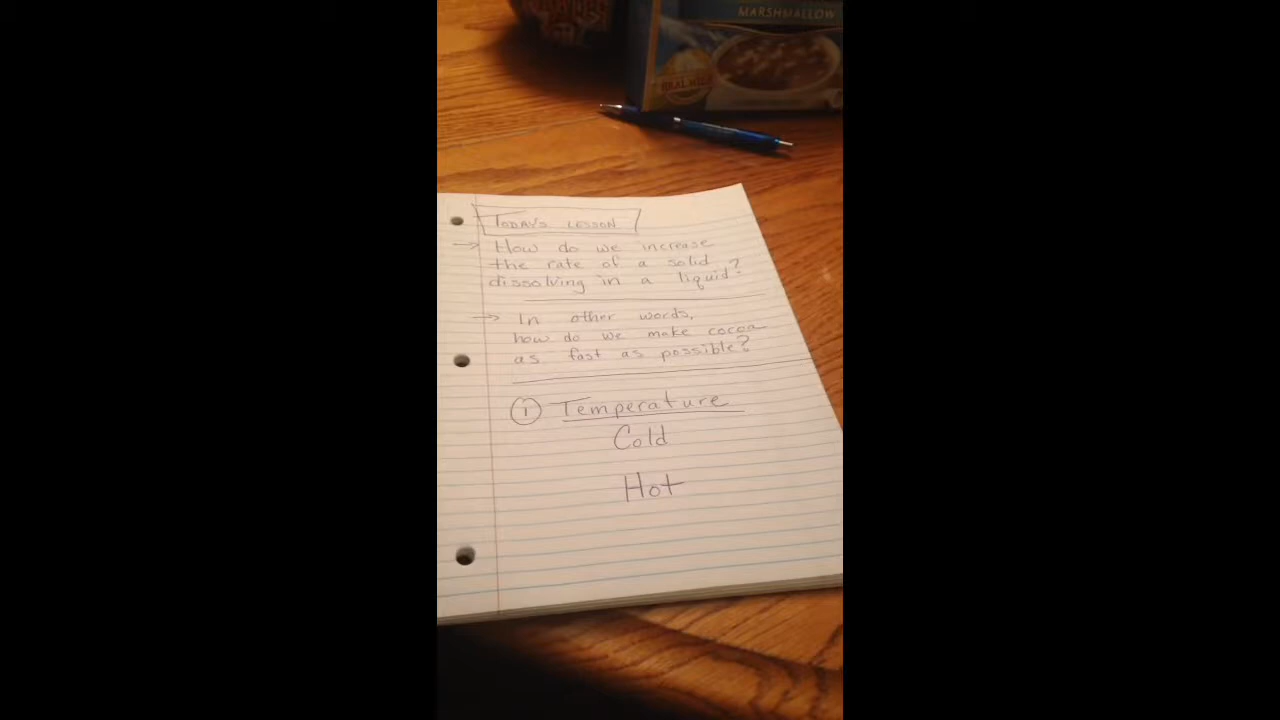 MARSHMALLOW
REAL
TODAY'S LESSON
→ How do we increase
the rate of a solid
dissolving in a liquid?
→ In other words,
how do we make cocoa
as fast as possible?
① Temperature
Cold
Hot